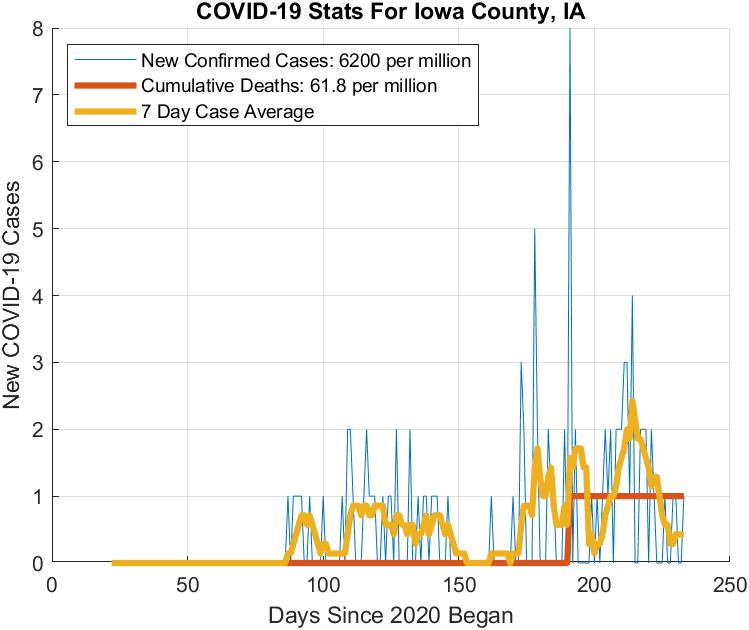 COVID-19 Stats For Iowa County, IA
New Confirmed Cases: 6200 per million
Cumulative Deaths: 61.8 per million
7 Day Case Average
New COVID-19 Cases
8
7
6
5
4
3
2
1
0
0 50 100 150 200 250
Days Since 2020 Began